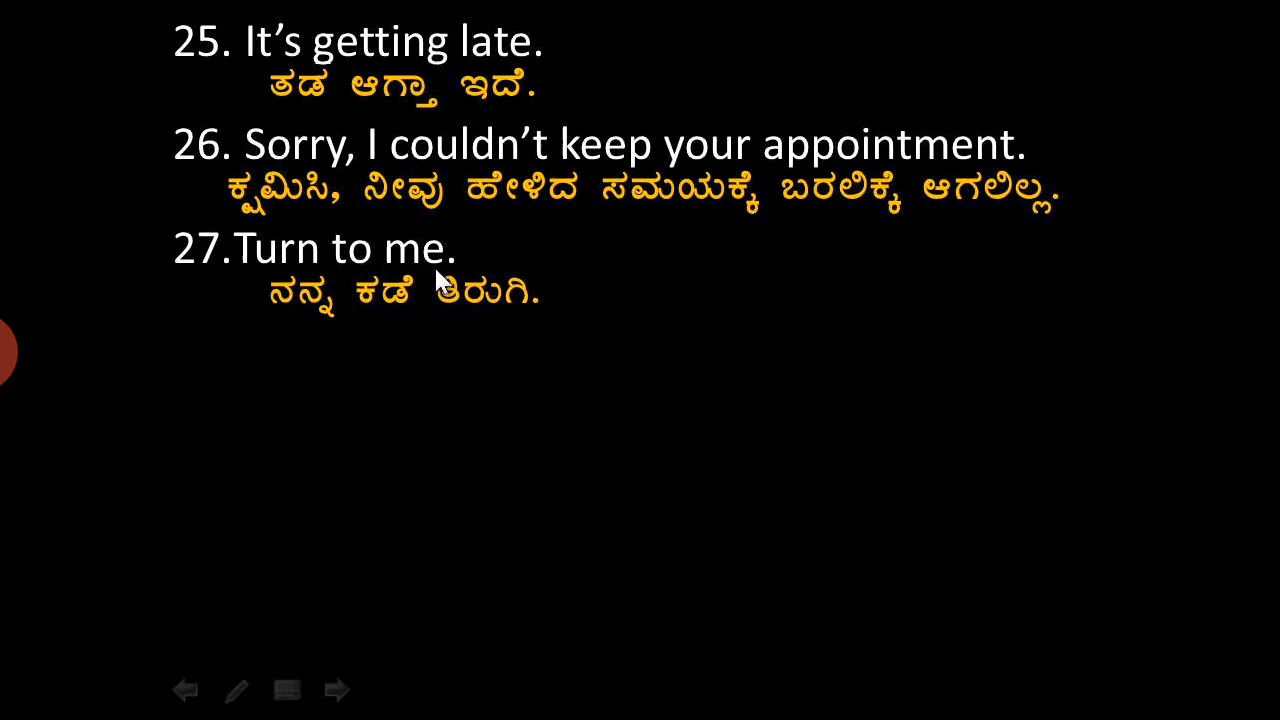 25. It’s getting late.
ತಡ ಆಗ್ತಾ ಇದೆ.
26. Sorry, I couldn’t keep your appointment.
ಕ್ಷಮಿಸಿ, ನೀವು ಹೇಳಿದ ಸಮಯಕ್ಕೆ ಬರಲಿಕ್ಕೆ ಆಗಲಿಲ್ಲ.
27.Turn to me.
ನನ್ನ ಕಡೆ ತಿರುಗಿ.